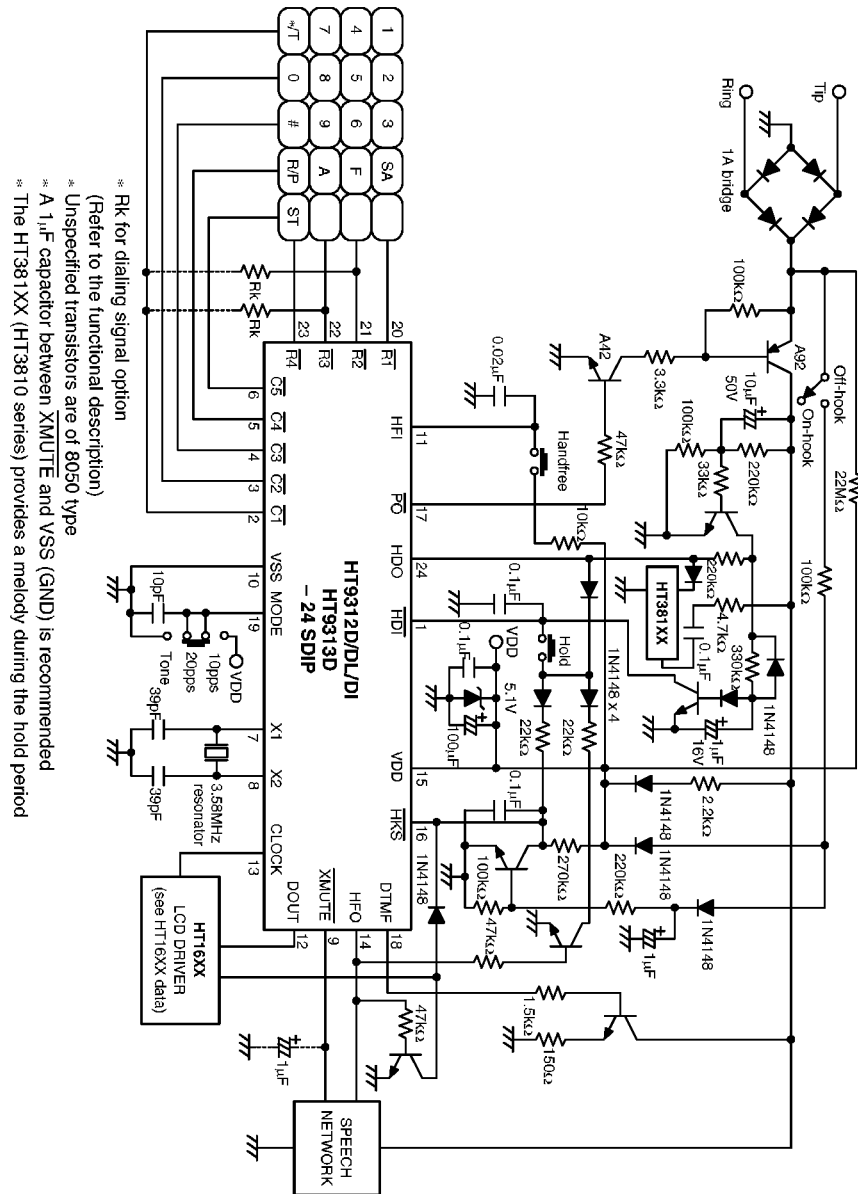 Tip
Ring
1A bridge
Off-hook
On-hook
22MΩ
100kΩ
A92
100kΩ
3.3kΩ
A42
47kΩ
10µF
50V
220kΩ
100kΩ
33kΩ
220kΩ
HT381XX
4.7kΩ
0.1µF
330kΩ
1N4148
1µF
16V
2.2kΩ
1N4148
1N4148
1N4148
1µF
220kΩ
270kΩ
100kΩ
47kΩ
1.5kΩ
150Ω
0.02µF
Handfree
10kΩ
0.1µF
Hold
1N4148 x 4
22kΩ
22kΩ
VDD
5.1V
0.1µF
100µF
0.1µF
1N4148
47kΩ
1 2 3 SA
4 5 6 F
7 8 9 A
*/T 0 # R/P ST
Rk
Rk
20
21
22
23
R1
R2
R3
R4
HFI
11
PO
17
HDO
24
HDI
1
VDD
15
HKS
16
DTMF
18
HFO
14
XMUTE
9
DOUT
12
HT9312D/DL/DI
HT9313D
– 24 SDIP
C5
6
C4
5
C3
4
C2
3
C1
2
VSS
10
MODE
19
X1
7
X2
8
CLOCK
13
10pF
VDD
10pps
20pps
Tone
39pF
39pF
3.58MHz
resonator
HT16XX
LCD DRIVER
(see HT16XX data)
1µF
SPEECH
NETWORK
* Rk for dialing signal option
(Refer to the functional description)
* Unspecified transistors are of 8050 type
* A 1µF capacitor between XMUTE and VSS (GND) is recommended
* The HT381XX (HT3810 series) provides a melody during the hold period